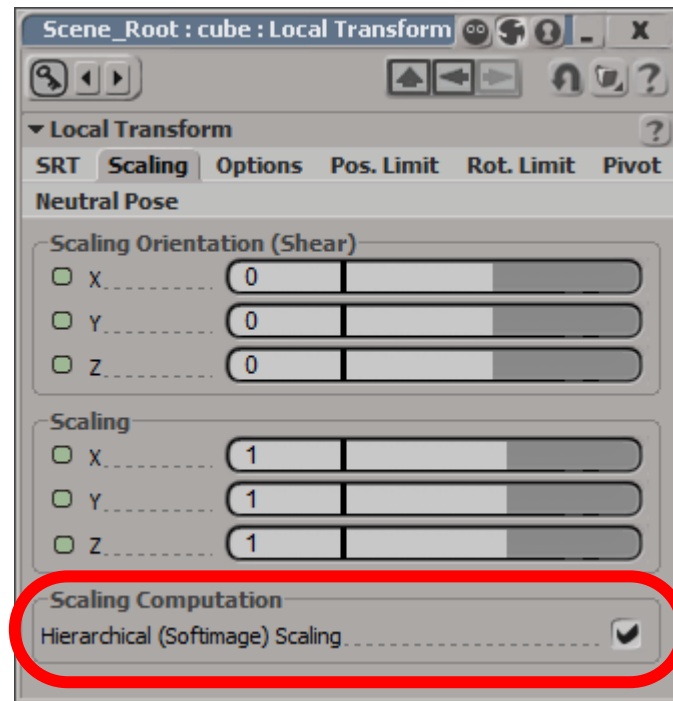 Scene_Root : cube : Local Transform
Local Transform
SRT Scaling Options Pos. Limit Rot. Limit Pivot
Neutral Pose
Scaling Orientation (Shear)
X 0
Y 0
Z 0
Scaling
X 1
Y 1
Z 1
Scaling Computation
Hierarchical (Softimage) Scaling